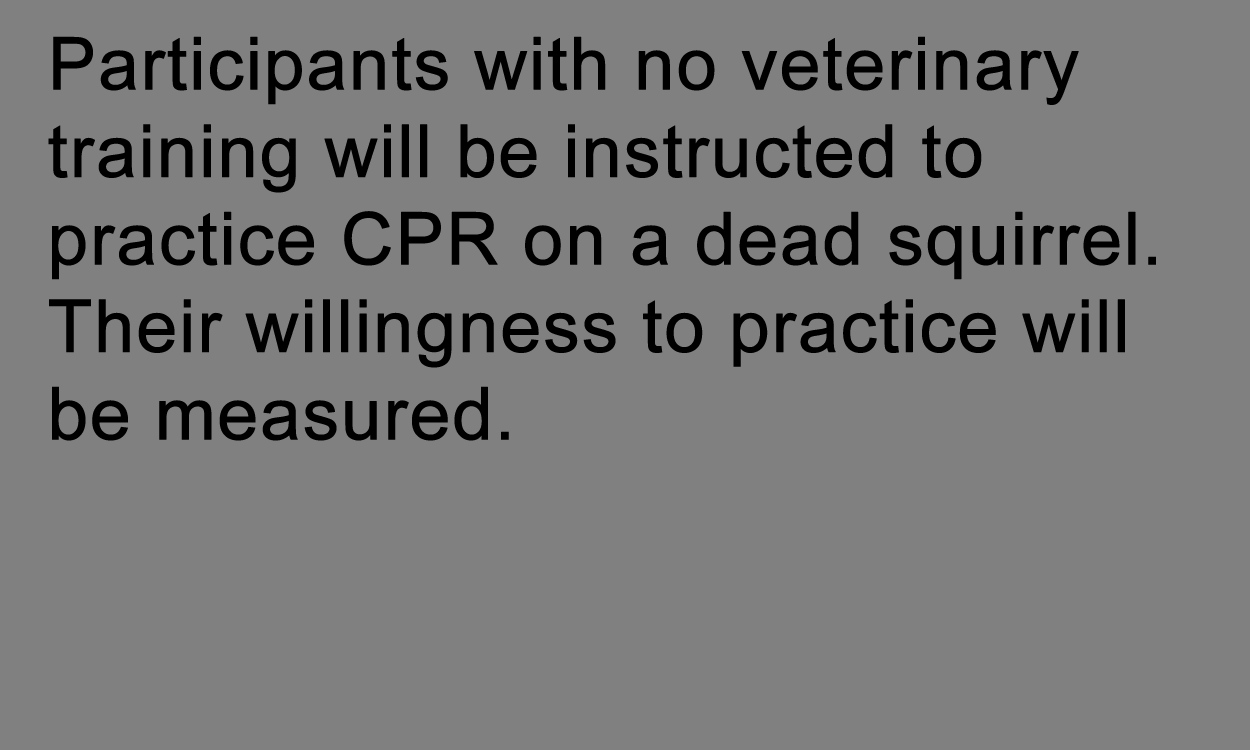 Participants with no veterinary
training will be instructed to
practice CPR on a dead squirrel.
Their willingness to practice will
be measured.